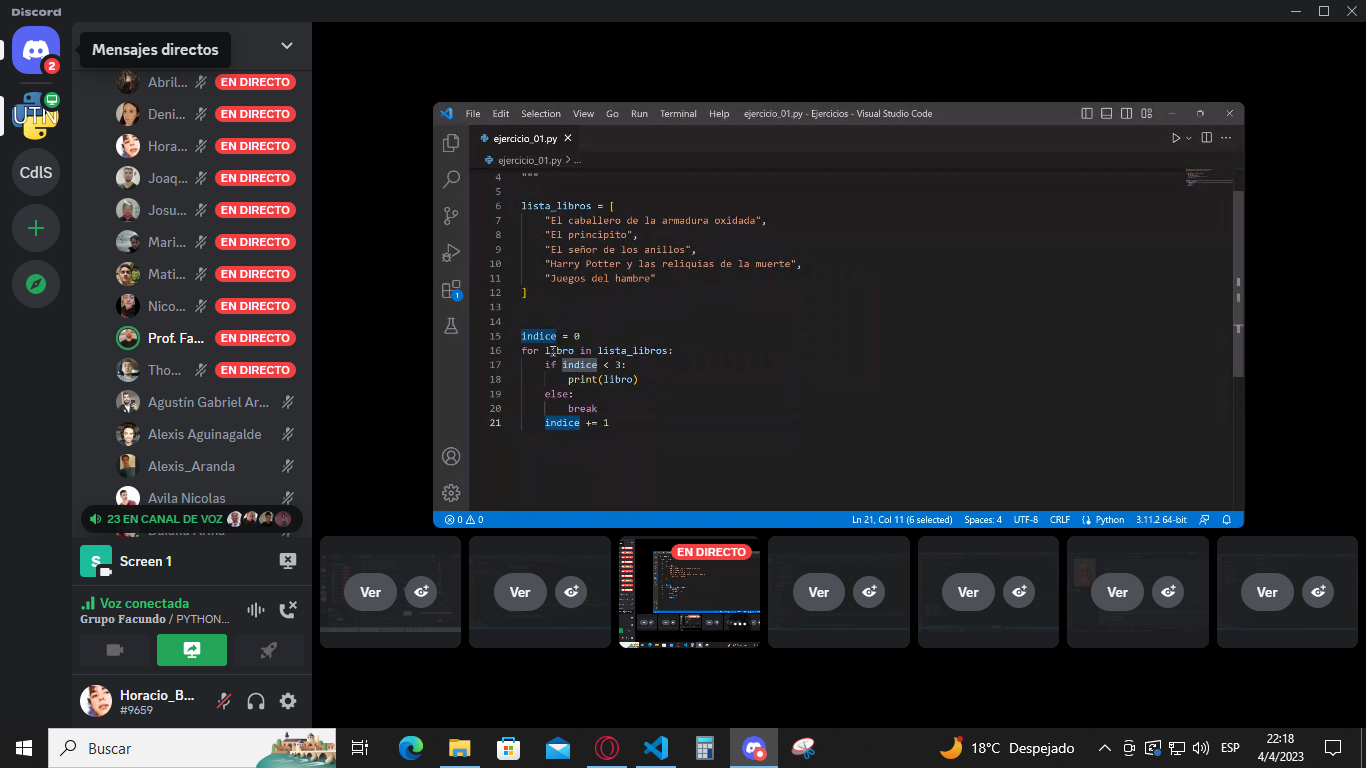 Discord
Mensajes directos
2
UTN
CdlS
Abril... EN DIRECTO
Deni... EN DIRECTO
Hora... EN DIRECTO
Joaq... EN DIRECTO
Josu... EN DIRECTO
Mari... EN DIRECTO
Mati... EN DIRECTO
Nico... EN DIRECTO
Prof. Fa... EN DIRECTO
Tho... EN DIRECTO
Agustín Gabriel Ar...
Alexis Aguinagalde
Alexis_Aranda
Avila Nicolas
23 EN CANAL DE VOZ
S
Screen 1
Voz conectada
Grupo Facundo / PYTHON...
Horacio_B...
#9659
File Edit Selection View Go Run Terminal Help ejercicio_01.py - Ejercicios - Visual Studio Code
ejercicio_01.py
ejercicio_01.py > ...
4 """
5
6 lista_libros = [
7 "El caballero de la armadura oxidada",
8 "El principito",
9 "El señor de los anillos",
10 "Harry Potter y las reliquias de la muerte",
11 "Juegos del hambre"
12 ]
13
14
15 indice = 0
16 for libro in lista_libros:
17 if indice < 3:
18 print(libro)
19 else:
20 break
21 indice += 1
1
0 0 Ln 21, Col 11 (6 selected) Spaces: 4 UTF-8 CRLF Python 3.11.2 64-bit
Ver Ver EN DIRECTO Ver Ver Ver Ver
Buscar
18°C Despejado ESP
22:18
4/4/2023